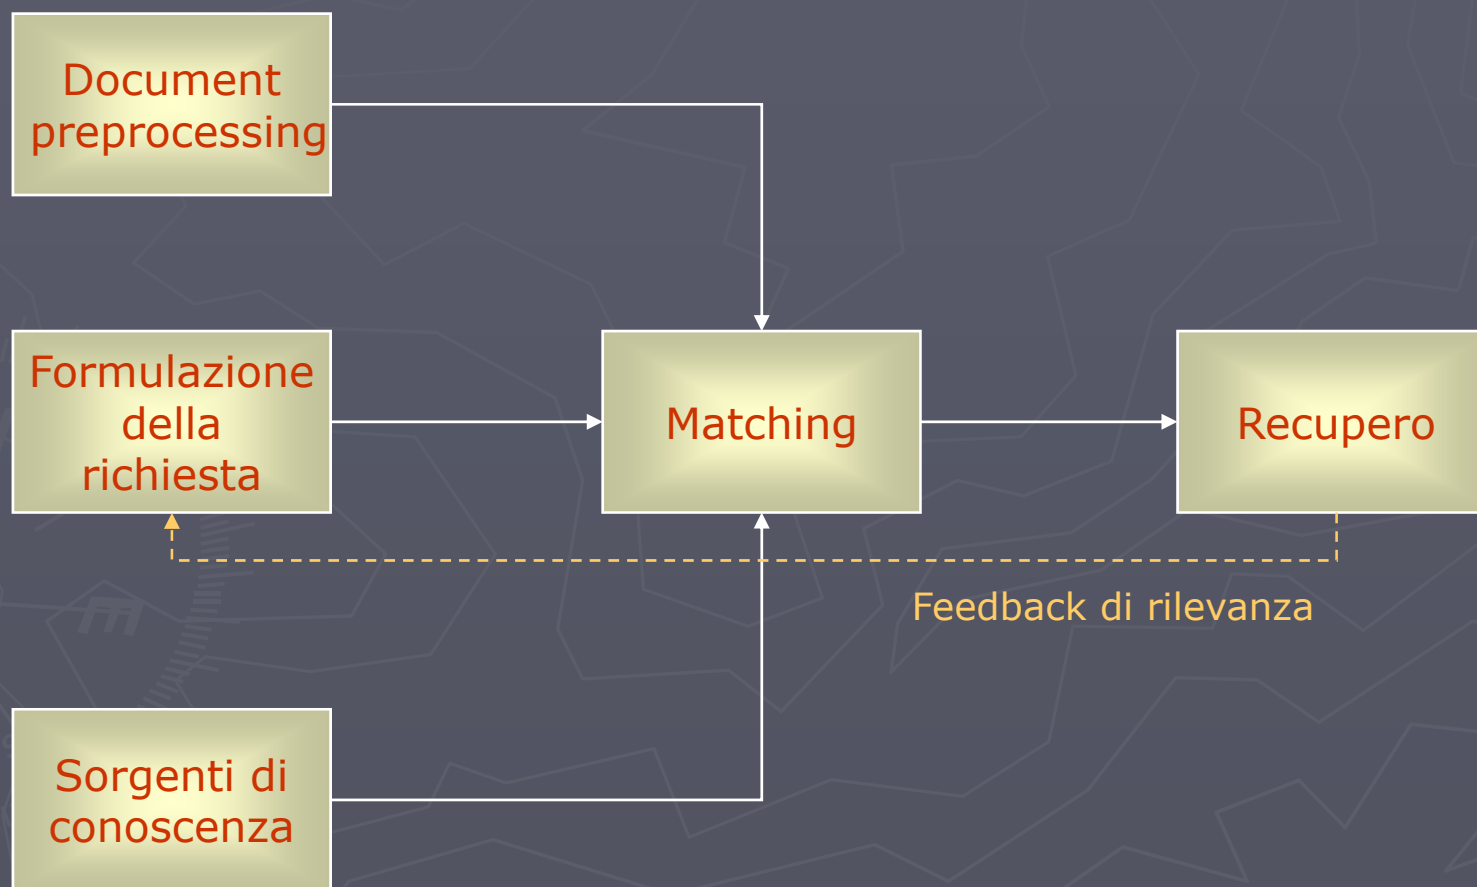 Document
preprocessing
Formulazione
della
richiesta
Matching
Recupero
Feedback di rilevanza
Sorgenti di
conoscenza